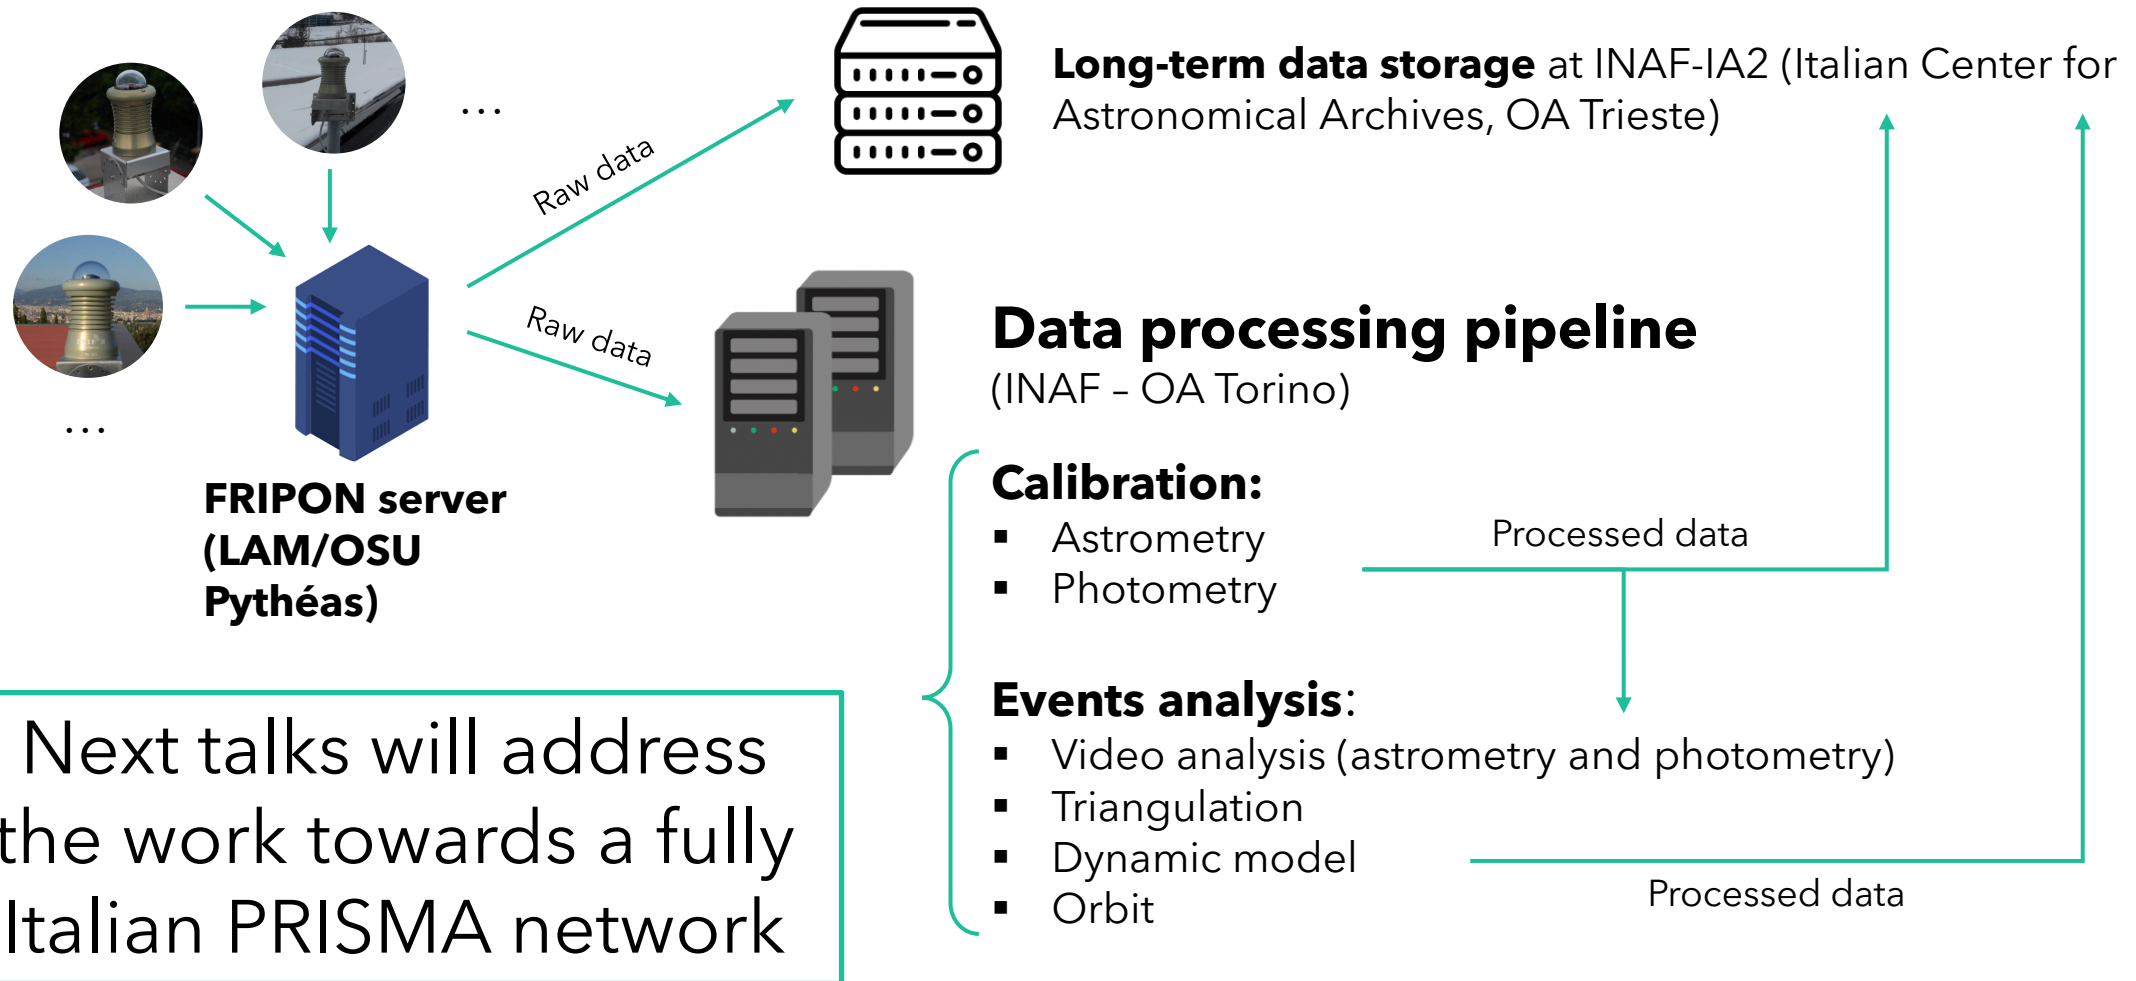 …
Long-term data storage at INAF-IA2 (Italian Center for
Astronomical Archives, OA Trieste)
Raw data
Raw data
Data processing pipeline
(INAF – OA Torino)
…
FRIPON server
(LAM/OSU
Pythéas)
Calibration:
▪ Astrometry
▪ Photometry
Processed data
Events analysis:
▪ Video analysis (astrometry and photometry)
▪ Triangulation
▪ Dynamic model
▪ Orbit
Processed data
Next talks will address
the work towards a fully
Italian PRISMA network